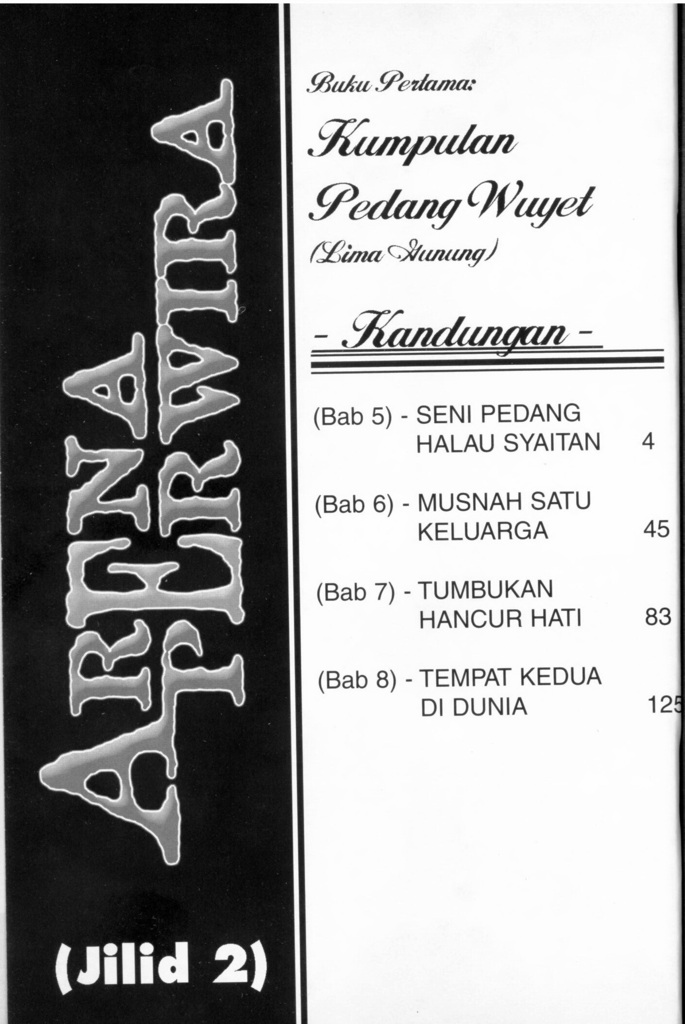 ARENA
PERWIRA
(Jilid 2)
Buku Pertama:
Kumpulan
Pedang Wuyet
(Lima Gunung)
- Kandungan -
(Bab 5) - SENI PEDANG
HALAU SYAITAN 4
(Bab 6) - MUSNAH SATU
KELUARGA 45
(Bab 7) - TUMBUKAN
HANCUR HATI 83
(Bab 8) - TEMPAT KEDUA
DI DUNIA 125